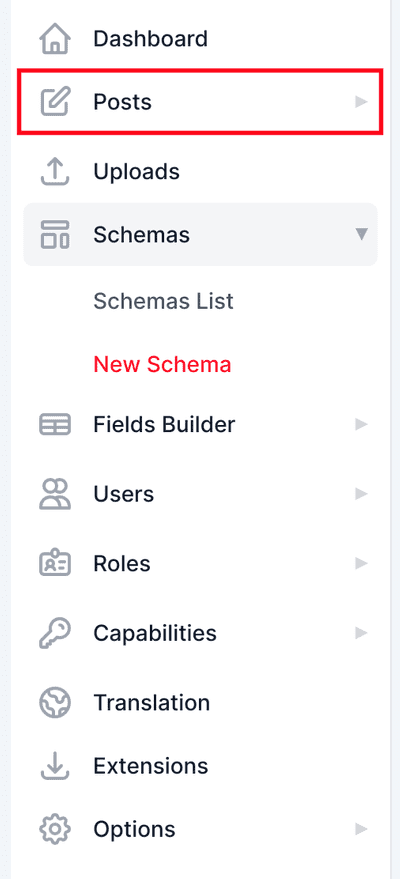 Dashboard
Posts
Uploads
Schemas
Schemas List
New Schema
Fields Builder
Users
Roles
Capabilities
Translation
Extensions
Options